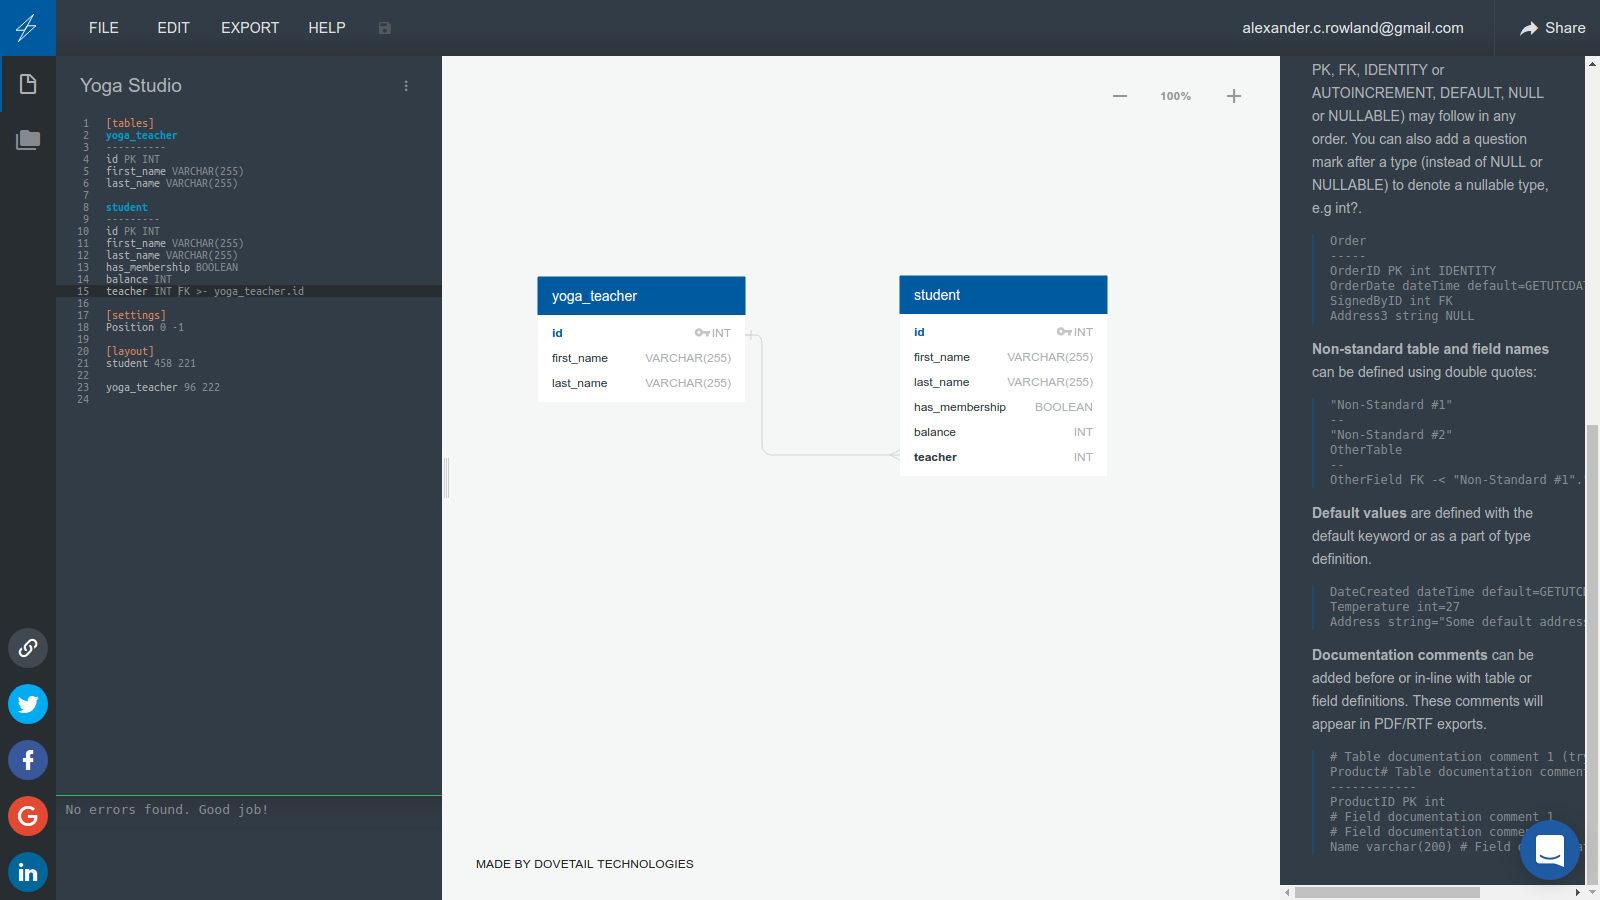 FILE EDIT EXPORT HELP
alexander.c.rowland@gmail.com
Share
Yoga Studio
1 [tables]
2 yoga_teacher
3 ----------
4 id PK INT
5 first_name VARCHAR(255)
6 last_name VARCHAR(255)
7
8 student
9 ---------
10 id PK INT
11 first_name VARCHAR(255)
12 last_name VARCHAR(255)
13 has_membership BOOLEAN
14 balance INT
15 teacher INT FK >- yoga_teacher.id
16
17 [settings]
18 Position 0 -1
19
20 [layout]
21 student 458 221
22
23 yoga_teacher 96 222
24
No errors found. Good job!
100%
yoga_teacher
id INT
first_name VARCHAR(255)
last_name VARCHAR(255)
student
id INT
first_name VARCHAR(255)
last_name VARCHAR(255)
has_membership BOOLEAN
balance INT
teacher INT
MADE BY DOVETAIL TECHNOLOGIES
PK, FK, IDENTITY or
AUTOINCREMENT, DEFAULT, NULL
or NULLABLE) may follow in any
order. You can also add a question
mark after a type (instead of NULL or
NULLABLE) to denote a nullable type,
e.g int?.
Order
-----
OrderID PK int IDENTITY
OrderDate dateTime default=GETUTCDAT
SignedByID int FK
Address3 string NULL
Non-standard table and field names
can be defined using double quotes:
"Non-Standard #1"
--
"Non-Standard #2"
OtherTable
--
OtherField FK -< "Non-Standard #1".
Default values are defined with the
default keyword or as a part of type
definition.
DateCreated dateTime default=GETUTCD
Temperature int=27
Address string="Some default address
Documentation comments can be
added before or in-line with table or
field definitions. These comments will
appear in PDF/RTF exports.
# Table documentation comment 1 (try
Product# Table documentation comment
------------
ProductID PK int
# Field documentation comment 1
# Field documentation comme
Name varchar(200) # Field